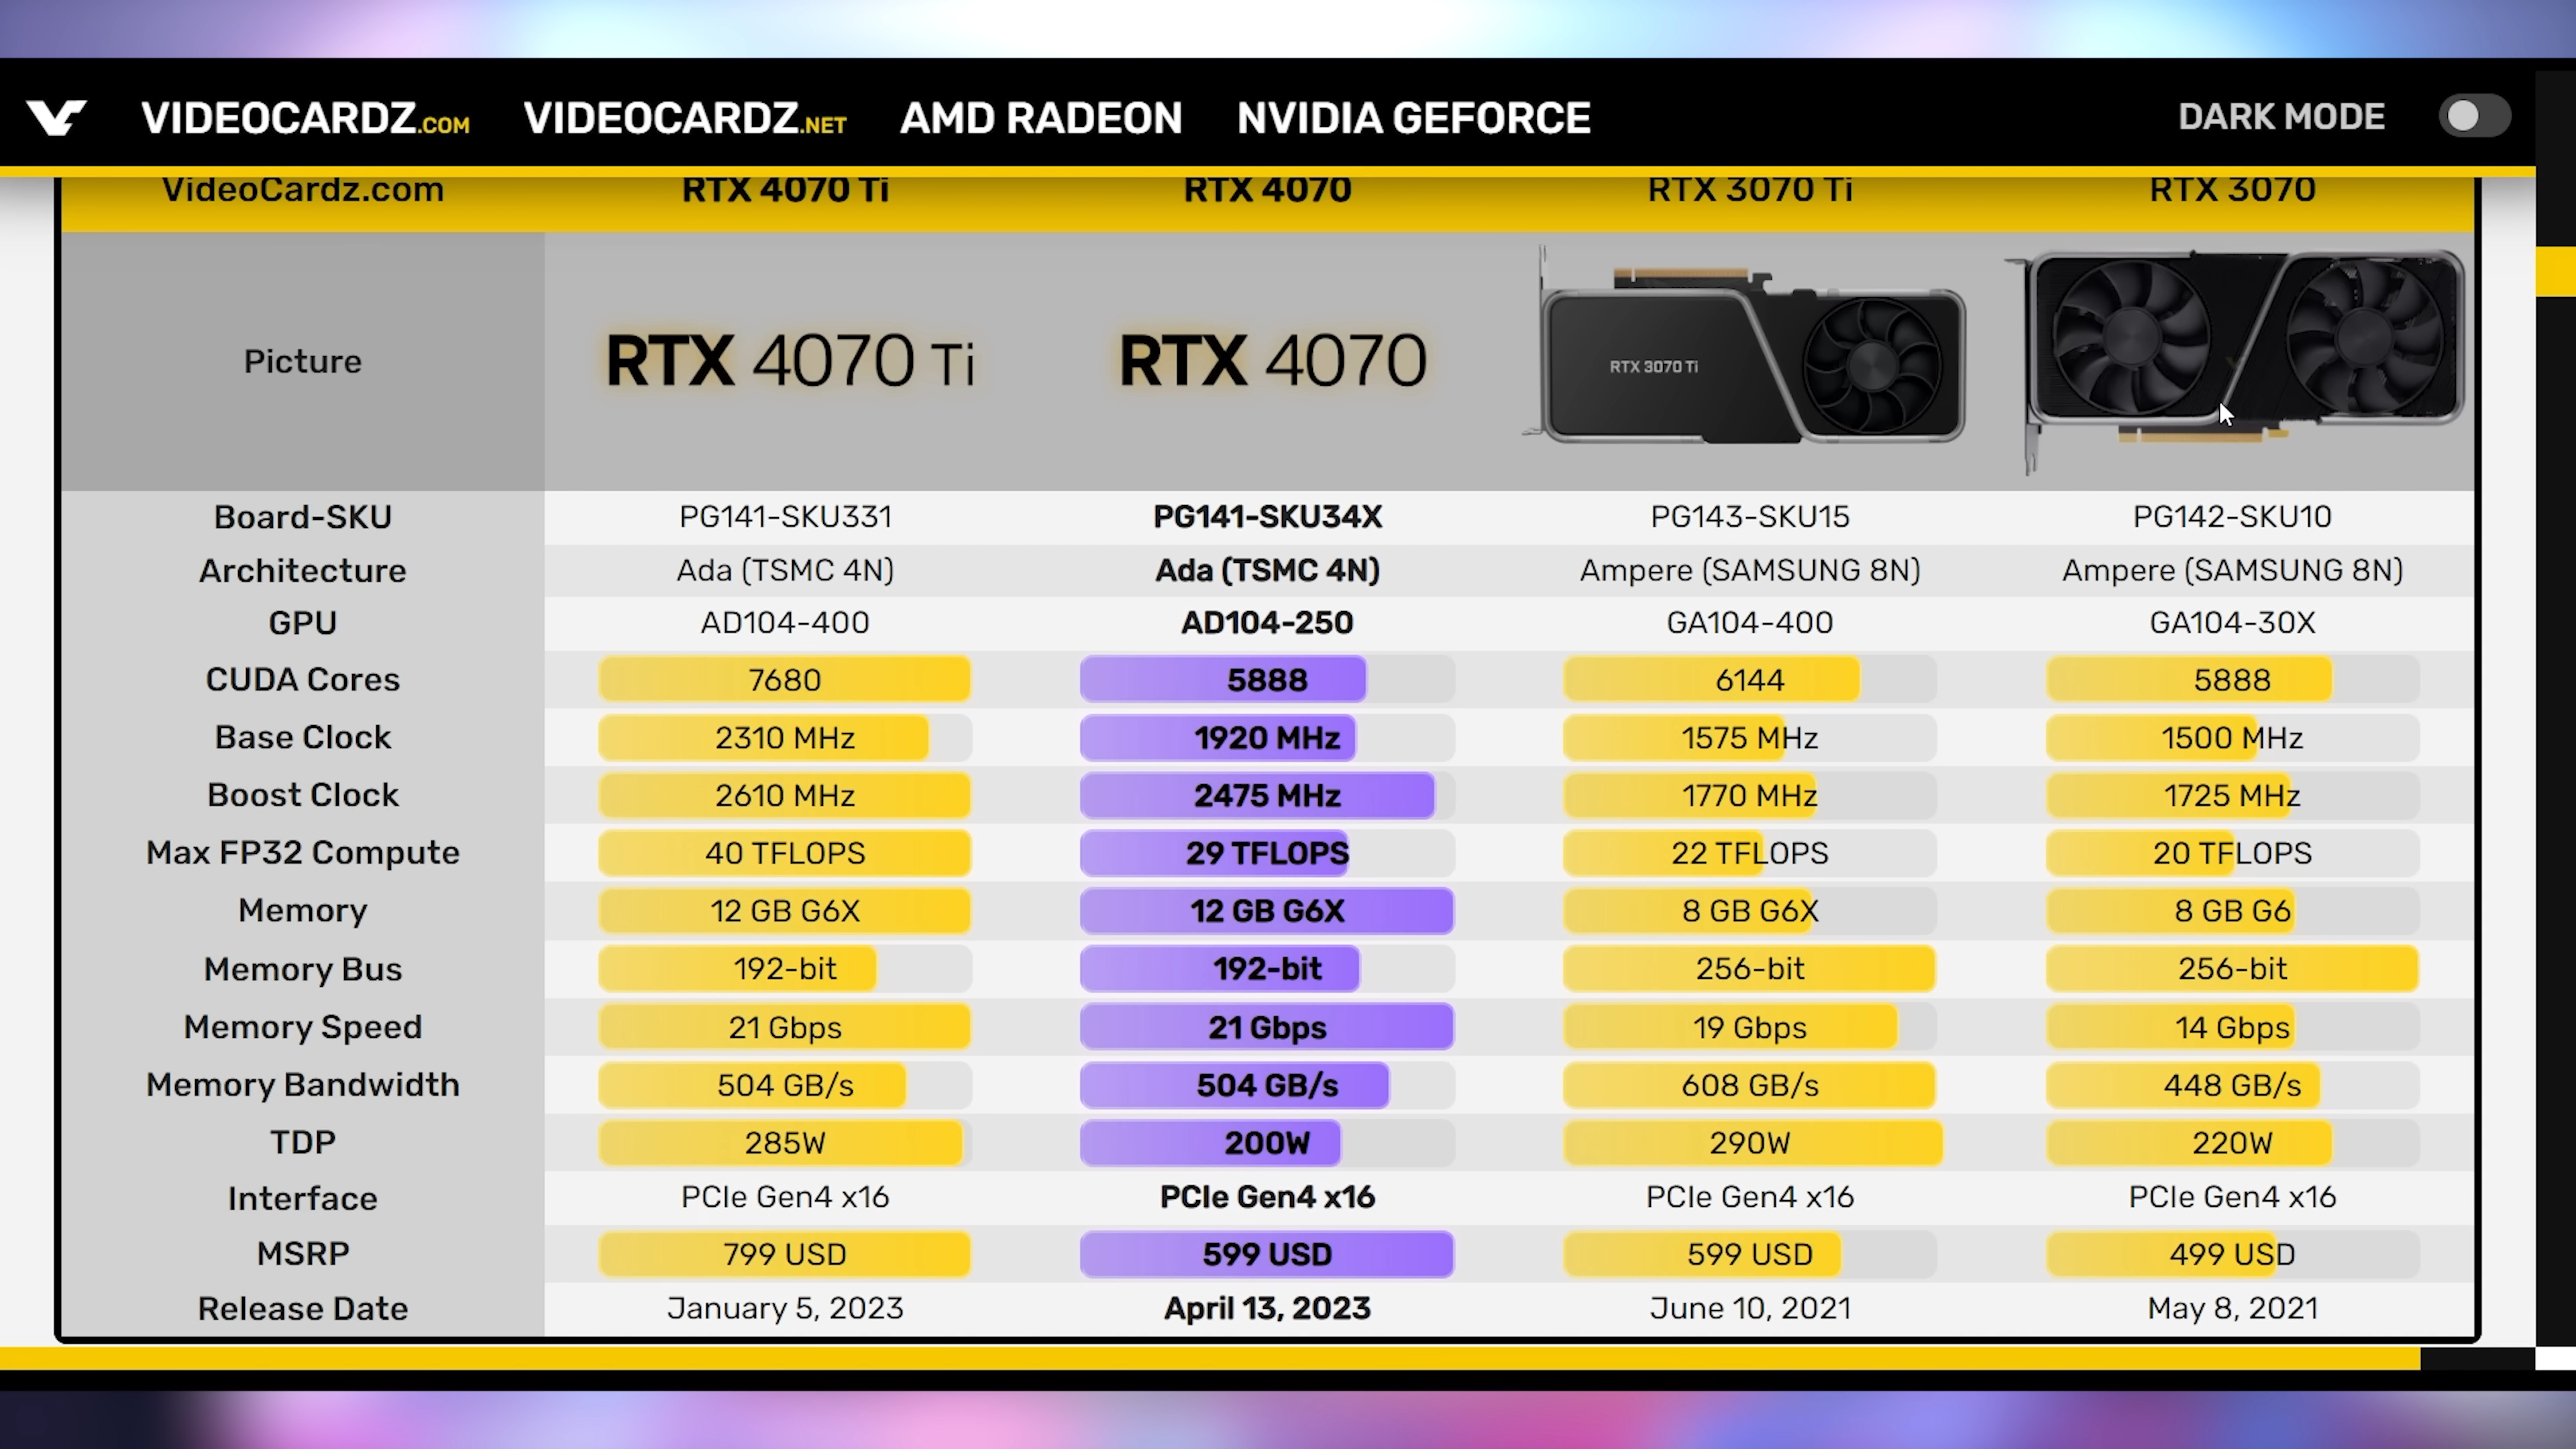 VIDEOCARDZ.COM VIDEOCARDZ.NET AMD RADEON NVIDIA GEFORCE DARK MODE
VideoCardz.com RTX 4070 Ti RTX 4070 RTX 3070 Ti RTX 3070
Picture RTX 4070 Ti RTX 4070 RTX 3070 Ti
Board-SKU PG141-SKU331 PG141-SKU34X PG143-SKU15 PG142-SKU10
Architecture Ada (TSMC 4N) Ada (TSMC 4N) Ampere (SAMSUNG 8N) Ampere (SAMSUNG 8N)
GPU AD104-400 AD104-250 GA104-400 GA104-30X
CUDA Cores 7680 5888 6144 5888
Base Clock 2310 MHz 1920 MHz 1575 MHz 1500 MHz
Boost Clock 2610 MHz 2475 MHz 1770 MHz 1725 MHz
Max FP32 Compute 40 TFLOPS 29 TFLOPS 22 TFLOPS 20 TFLOPS
Memory 12 GB G6X 12 GB G6X 8 GB G6X 8 GB G6
Memory Bus 192-bit 192-bit 256-bit 256-bit
Memory Speed 21 Gbps 21 Gbps 19 Gbps 14 Gbps
Memory Bandwidth 504 GB/s 504 GB/s 608 GB/s 448 GB/s
TDP 285W 200W 290W 220W
Interface PCIe Gen4 x16 PCIe Gen4 x16 PCIe Gen4 x16 PCIe Gen4 x16
MSRP 799 USD 599 USD 599 USD 499 USD
Release Date January 5, 2023 April 13, 2023 June 10, 2021 May 8, 2021